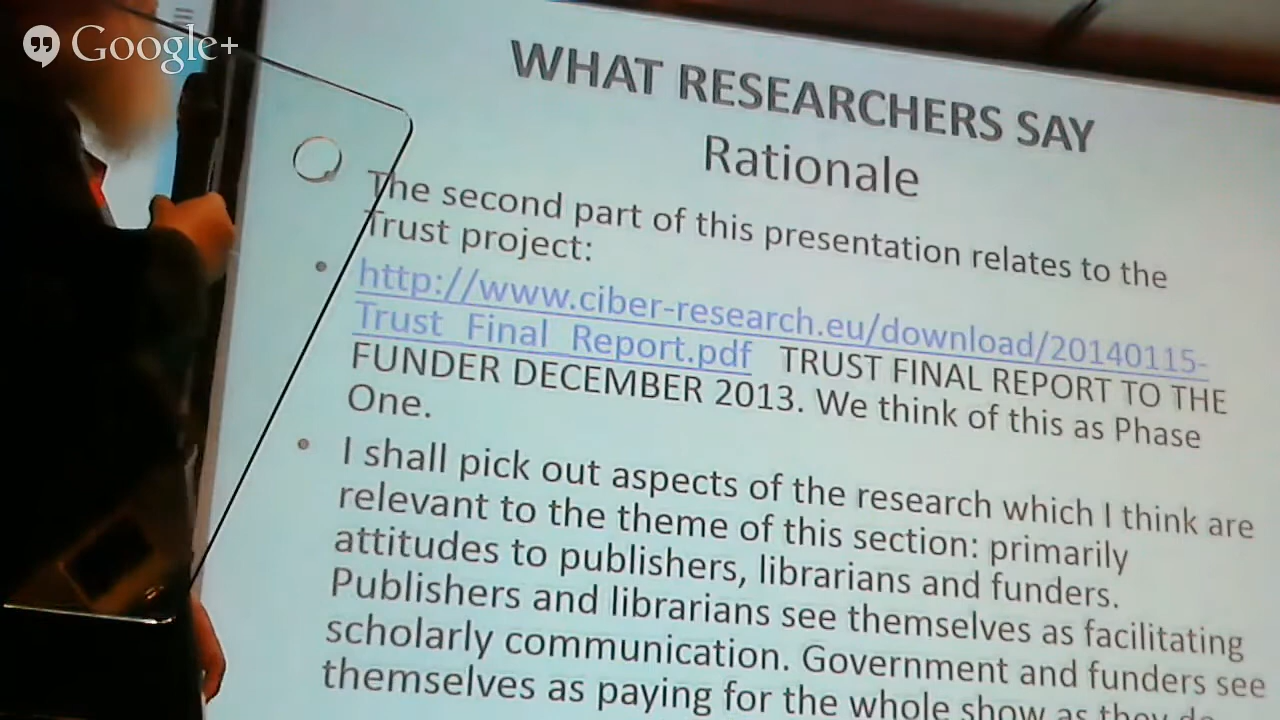 Google+
WHAT RESEARCHERS SAY
Rationale
The second part of this presentation relates to the
Trust project:
• http://www.ciber-research.eu/download/20140115-
Trust_Final_Report.pdf TRUST FINAL REPORT TO THE
FUNDER DECEMBER 2013. We think of this as Phase
One.
• I shall pick out aspects of the research which I think are
relevant to the theme of this section: primarily
attitudes to publishers, librarians and funders.
Publishers and librarians see themselves as facilitating
scholarly communication. Government and funders see
themselves as paying for the whole show as they do